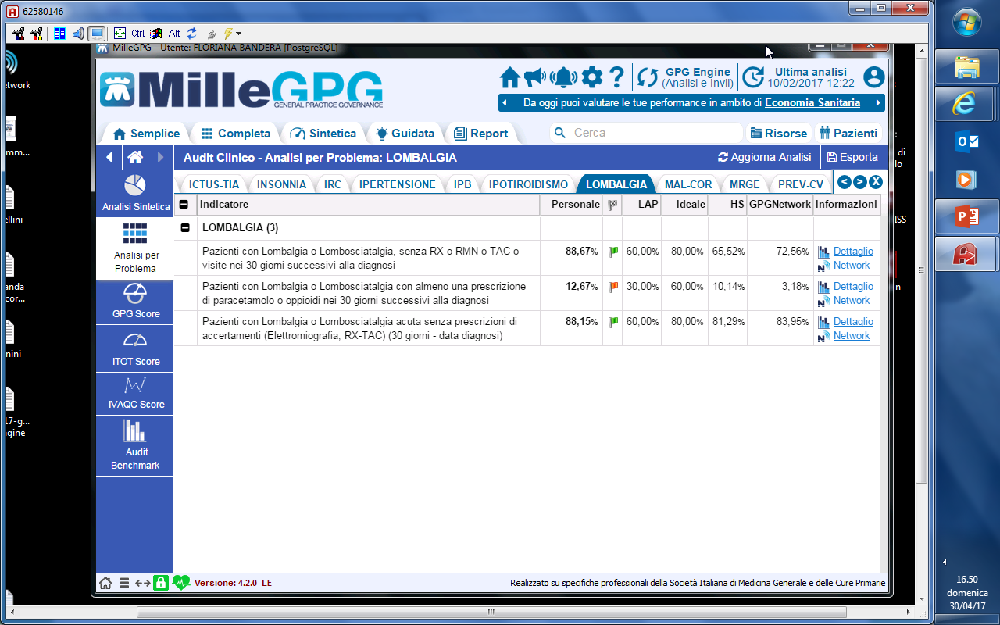 62580146
Ctrl Alt
MilleGPG - Utente: FLORIANA BANDERA [PostgreSQL]
MilleGPG
GENERAL PRACTICE GOVERNANCE
GPG Engine
(Analisi e Invii)
Ultima analisi
10/02/2017 12:22
Da oggi puoi valutare le tue performance in ambito di Economia Sanitaria
Semplice Completa Sintetica Guidata Report Cerca Risorse Pazienti
Audit Clinico - Analisi per Problema: LOMBALGIA Aggiorna Analisi Esporta
ICTUS-TIA INSONNIA IRC IPERTENSIONE IPB IPOTIROIDISMO LOMBALGIA MAL-COR MRGE PREV-CV < > X
Indicatore Personale LAP Ideale HS GPGNetwork Informazioni
LOMBALGIA (3)
Pazienti con Lombalgia o Lombosciatalgia, senza RX o RMN o TAC o
visite nei 30 giorni successivi alla diagnosi
88,67% 60,00% 80,00% 65,52% 72,56% Dettaglio
Network
Pazienti con Lombalgia o Lombosciatalgia con almeno una prescrizione
di paracetamolo o oppioidi nei 30 giorni successivi alla diagnosi
12,67% 30,00% 60,00% 10,14% 3,18% Dettaglio
Network
Pazienti con Lombalgia o Lombosciatalgia acuta senza prescrizioni di
accertamenti (Elettromiografia, RX-TAC) (30 giorni - data diagnosi)
88,15% 60,00% 80,00% 81,29% 83,95% Dettaglio
Network
Analisi Sintetica
Analisi per
Problema
GPG Score
ITOT Score
IVAQC Score
Audit
Benchmark
Versione: 4.2.0 LE
Realizzato su specifiche professionali della Società Italiana di Medicina Generale e delle Cure Primarie
etwork
mm...
ellini
anda
cor...
nini
17-g...
gine
e di
lo
ISS
in
16.50
domenica
30/04/17